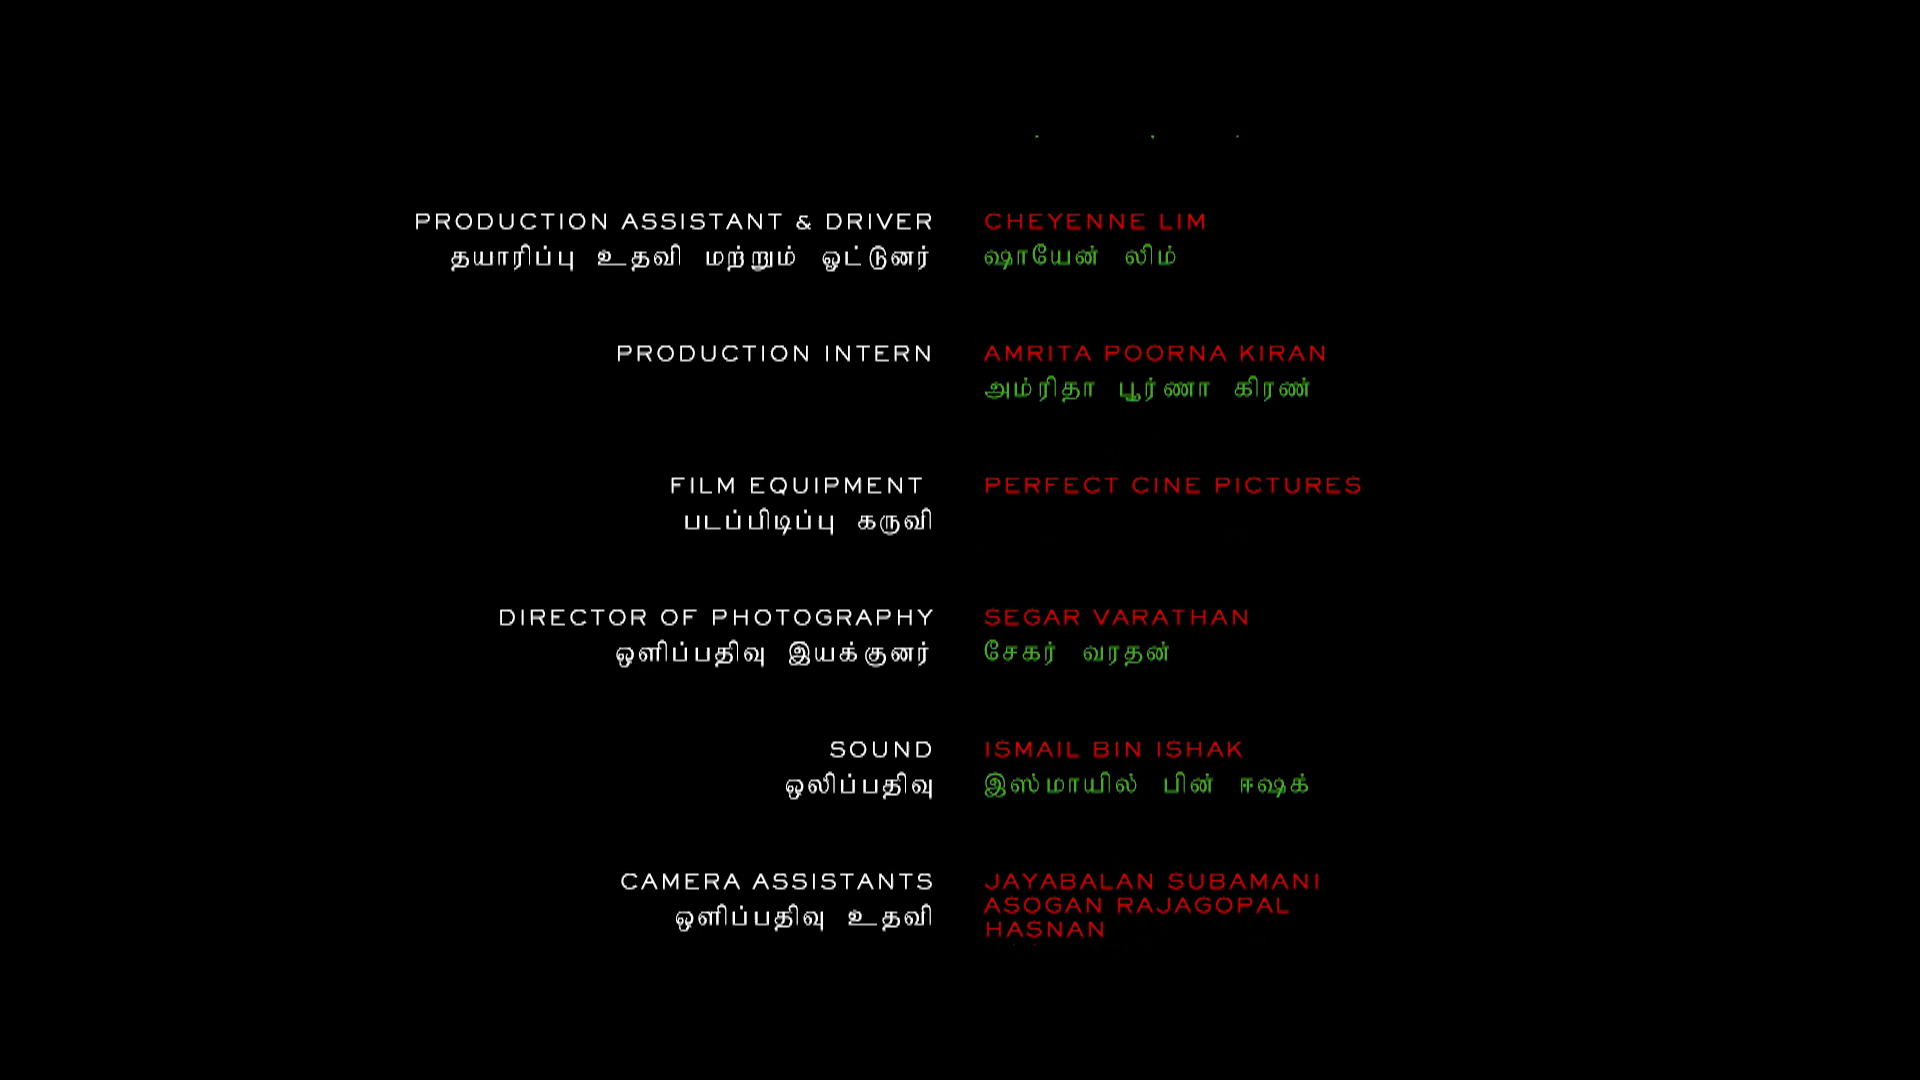 PRODUCTION ASSISTANT & DRIVER CHEYENNE LIM
தயாரிப்பு உதவி மற்றும் ஓட்டுனர் ஷாயேன் லிம்
PRODUCTION INTERN AMRITA POORNA KIRAN
அம்ரிதா பூர்ணா கிரண்
FILM EQUIPMENT PERFECT CINE PICTURES
படப்பிடிப்பு கருவி
DIRECTOR OF PHOTOGRAPHY SEGAR VARATHAN
ஒளிப்பதிவு இயக்குனர் சேகர் வரதன்
SOUND ISMAIL BIN ISHAK
ஒலிப்பதிவு இஸ்மாயில் பின் ஈஷக்
CAMERA ASSISTANTS JAYABALAN SUBAMANI
ஒளிப்பதிவு உதவி ASOGAN RAJAGOPAL
HASNAN